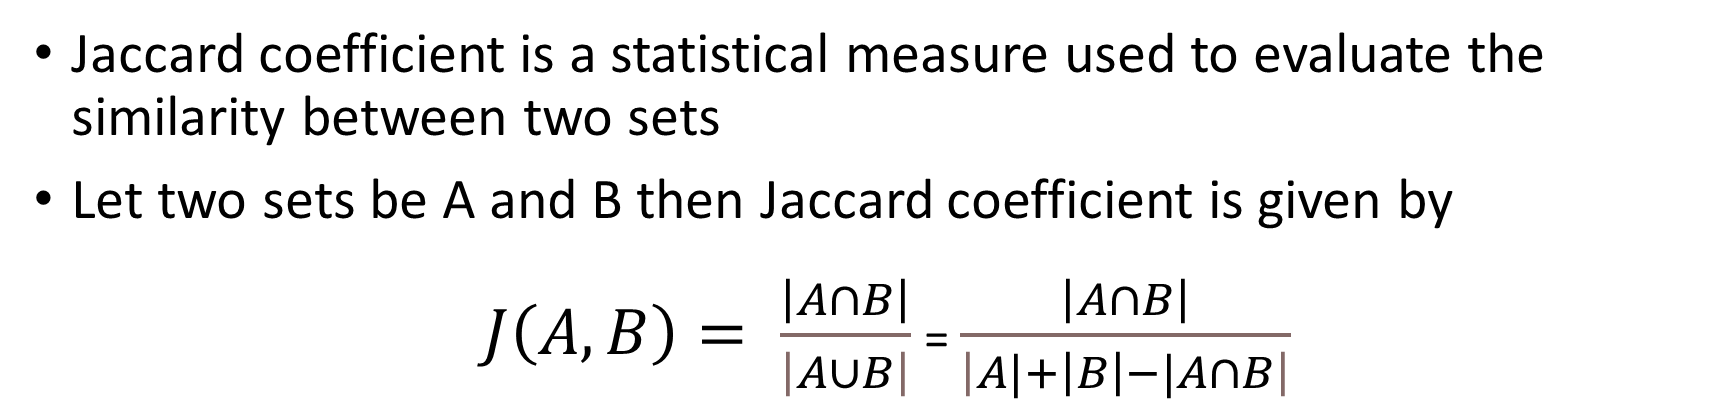 • Jaccard coefficient is a statistical measure used to evaluate the
similarity between two sets
• Let two sets be A and B then Jaccard coefficient is given by
J(A, B) = |A∩B| / |A∪B| = |A∩B| / |A|+|B|−|A∩B|